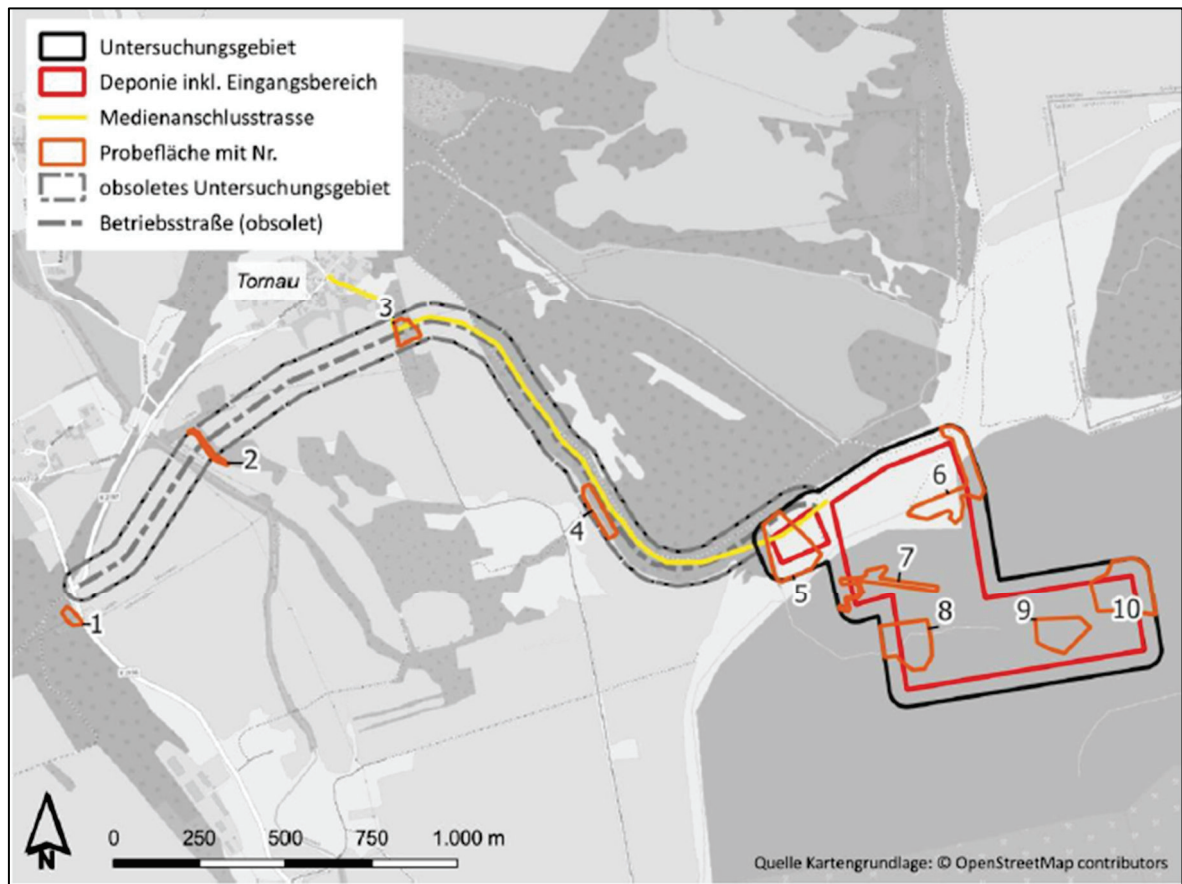 Untersuchungsgebiet
Deponie inkl. Eingangsbereich
Medienanschlusstrasse
Probefläche mit Nr.
obsoletes Untersuchungsgebiet
Betriebsstraße (obsolet)
Tornau
3
2
1
4
5
6
7
8
9
10
N
0 250 500 750 1.000 m
Quelle Kartengrundlage: © OpenStreetMap contributors